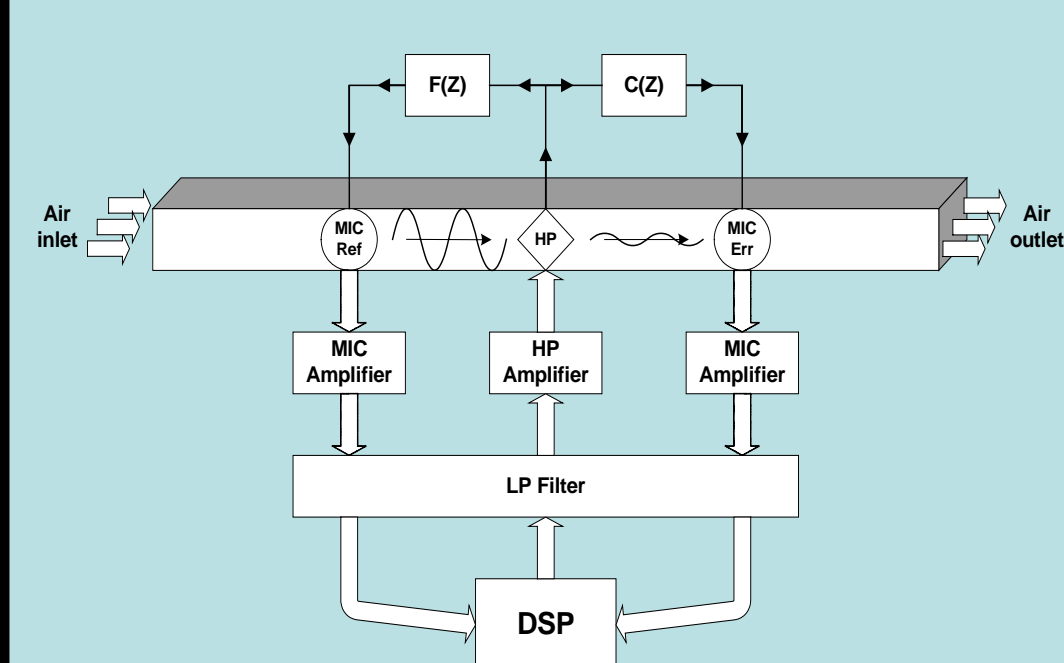 F(Z)
C(Z)
Air
inlet
MIC
Ref
HP
MIC
Err
Air
outlet
MIC
Amplifier
HP
Amplifier
MIC
Amplifier
LP Filter
DSP